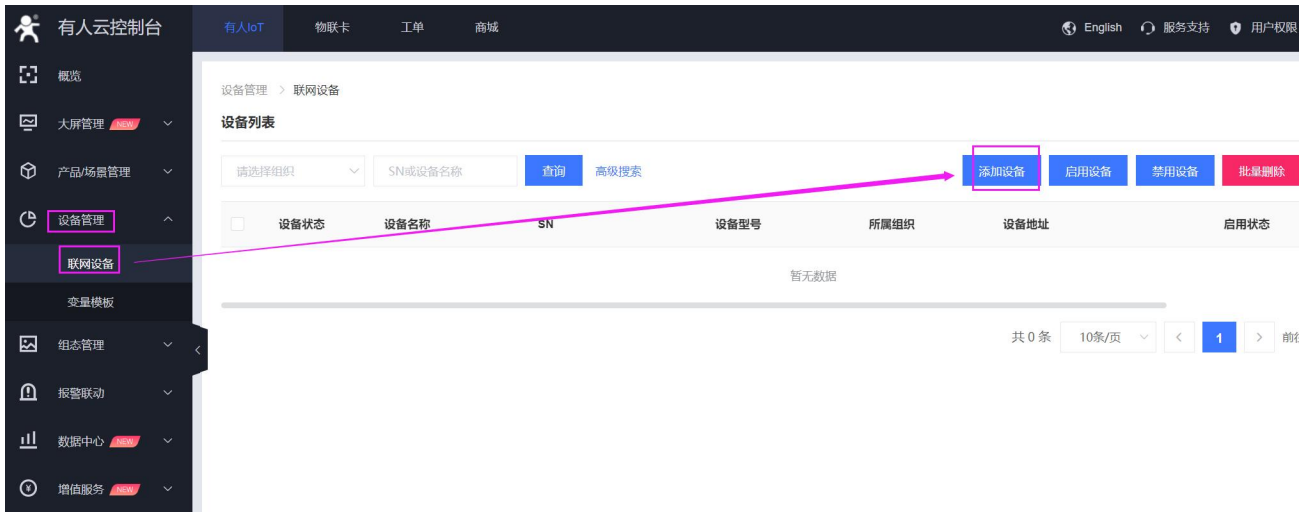 有人云控制台 有人IoT 物联卡 工单 商城 English 服务支持 用户权限
概览
大屏管理 NEW
产品/场景管理
设备管理
联网设备
变量模板
组态管理
报警联动
数据中心 NEW
增值服务 NEW
设备管理 > 联网设备
设备列表
请选择组织 SN或设备名称 查询 高级搜索 添加设备 启用设备 禁用设备 批量删除
设备状态 设备名称 SN 设备型号 所属组织 设备地址 启用状态
暂无数据
共 0 条 10条/页 < 1 > 前往